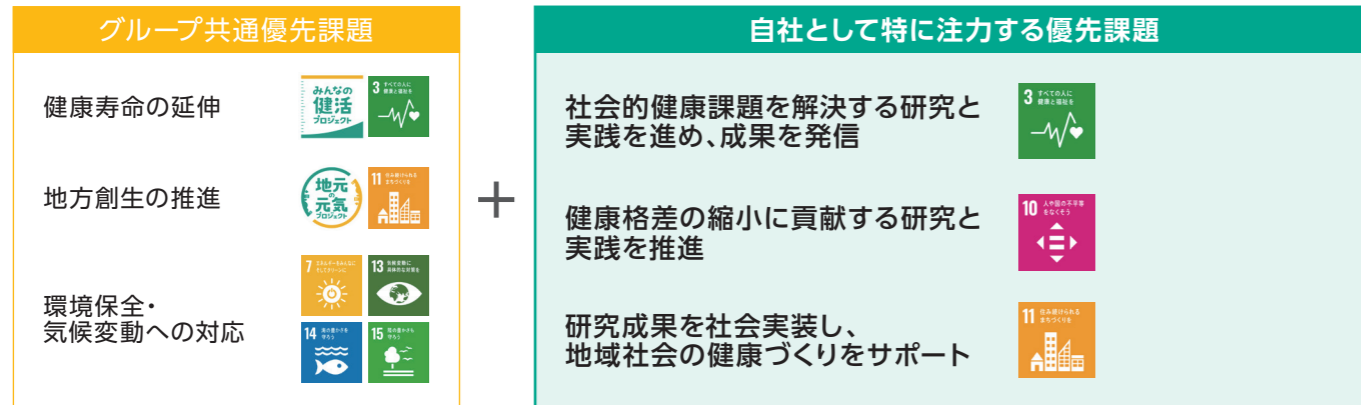 グループ共通優先課題
健康寿命の延伸
みんなの
健活
プロジェクト
3 すべての人に
健康と福祉を
地方創生の推進
地元の
元気
プロジェクト
11 住み続けられる
まちづくりを
環境保全・
気候変動への対応
7 エネルギーをみんなに
そしてクリーンに
13 気候変動に
具体的な対策を
14 海の豊かさを
守ろう
15 陸の豊かさも
守ろう
+
自社として特に注力する優先課題
社会的健康課題を解決する研究と
実践を進め、成果を発信
3 すべての人に
健康と福祉を
健康格差の縮小に貢献する研究と
実践を推進
10 人や国の不平等
をなくそう
研究成果を社会実装し、
地域社会の健康づくりをサポート
11 住み続けられる
まちづくりを